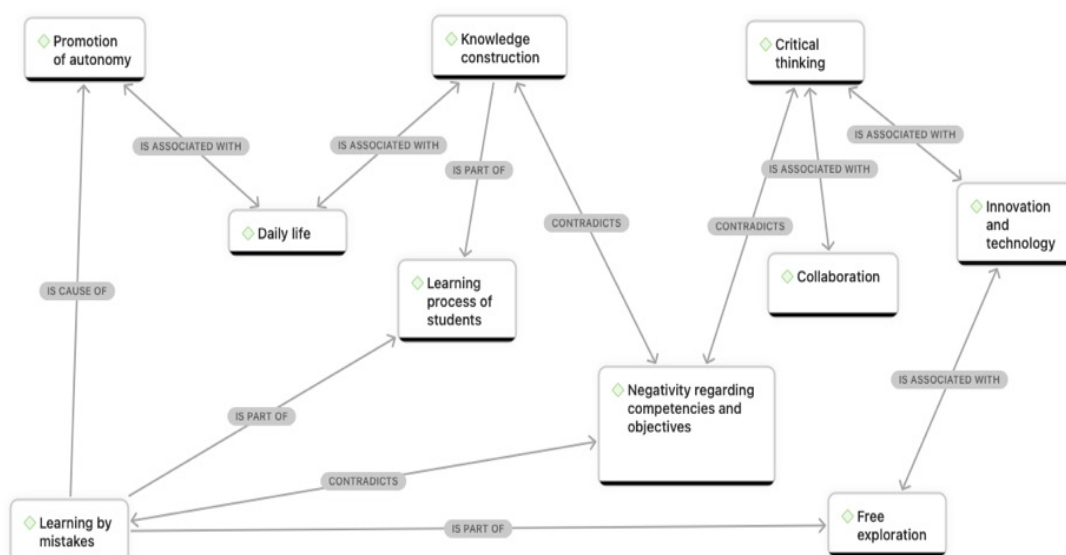 Promotion
of autonomy
Knowledge
construction
Critical
thinking
IS ASSOCIATED WITH
IS ASSOCIATED WITH
IS ASSOCIATED WITH
IS PART OF
IS ASSOCIATED WITH
Daily life
CONTRADICTS
CONTRADICTS
Innovation
and
technology
Learning
process of
students
Collaboration
IS CAUSE OF
Negativity regarding
competencies and
objectives
IS ASSOCIATED WITH
IS PART OF
CONTRADICTS
Learning by
mistakes
IS PART OF
Free
exploration